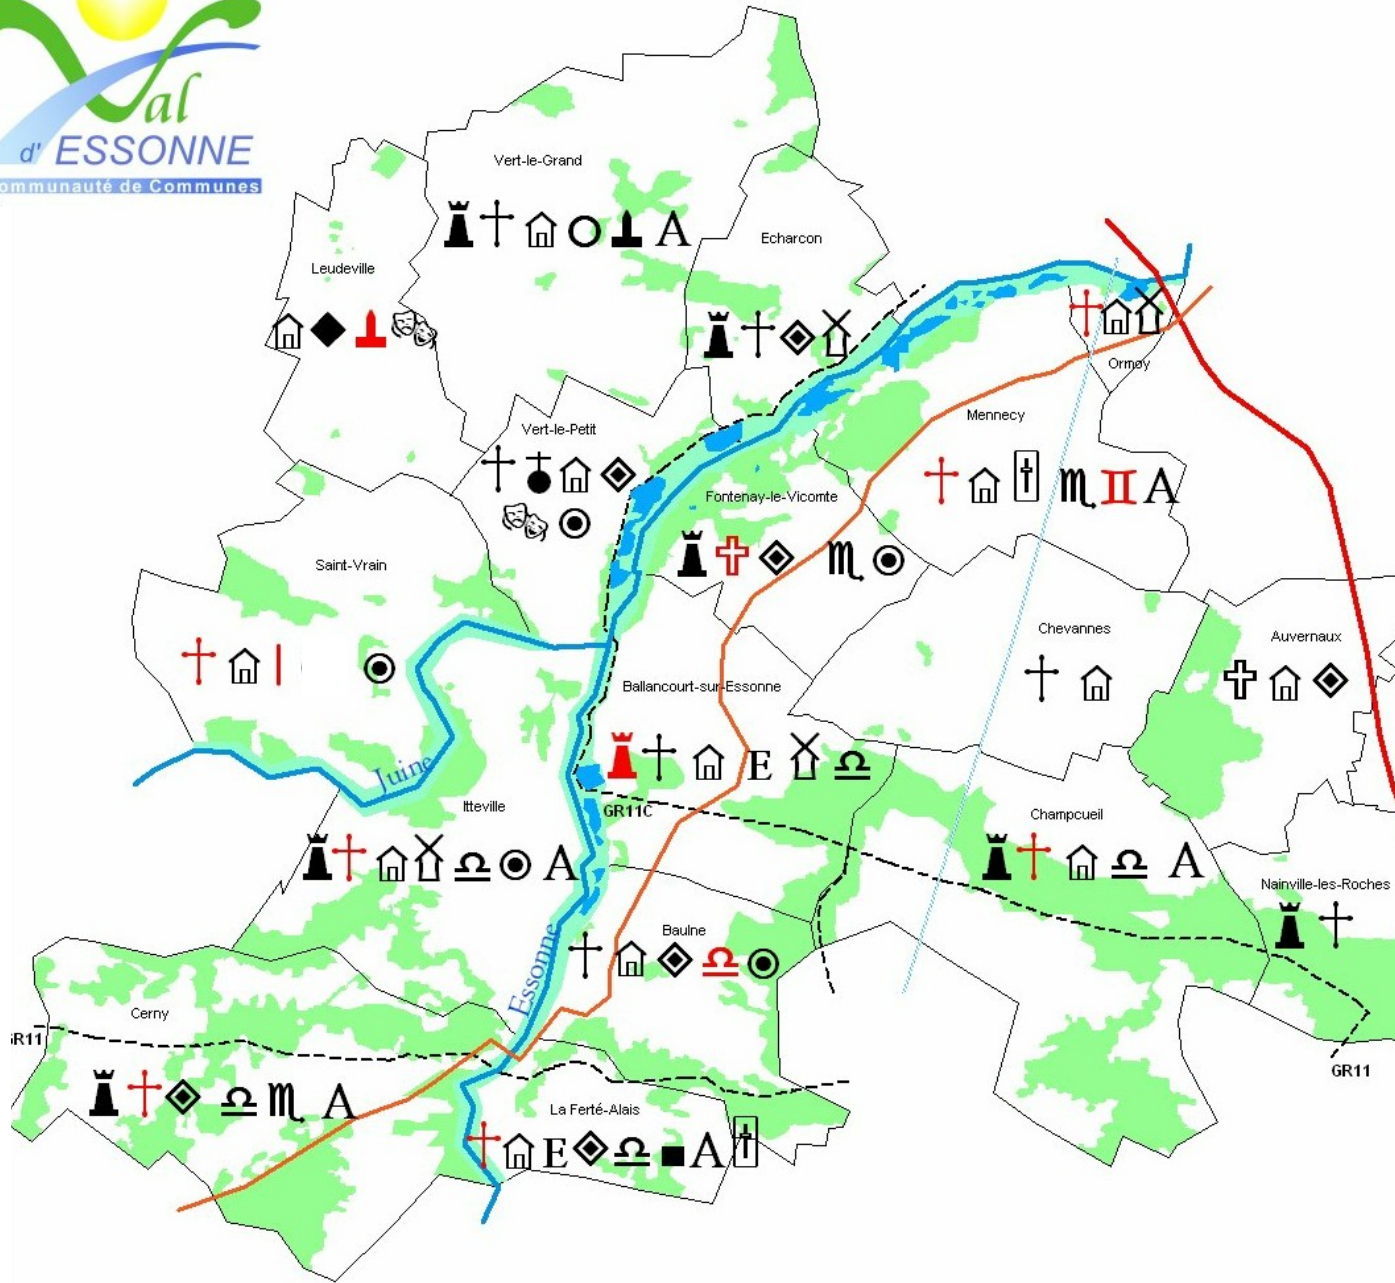 Val
d' ESSONNE
ommunauté de Communes
Vert-le-Grand
A
Echarcon
Leudeville
Ormoy
Mennecy
A
Vert-le-Petit
Fontenay-le-Vicomte
Saint-Vrain
Chevannes
Auvernaux
Ballancourt-sur-Essonne
E
Juine
Itteville
GR11C
A
Champcueil
A
Nainville-les-Roches
Baulne
Essonne
Cerny
GR11
A
GR11
La Ferté-Alais
E
A